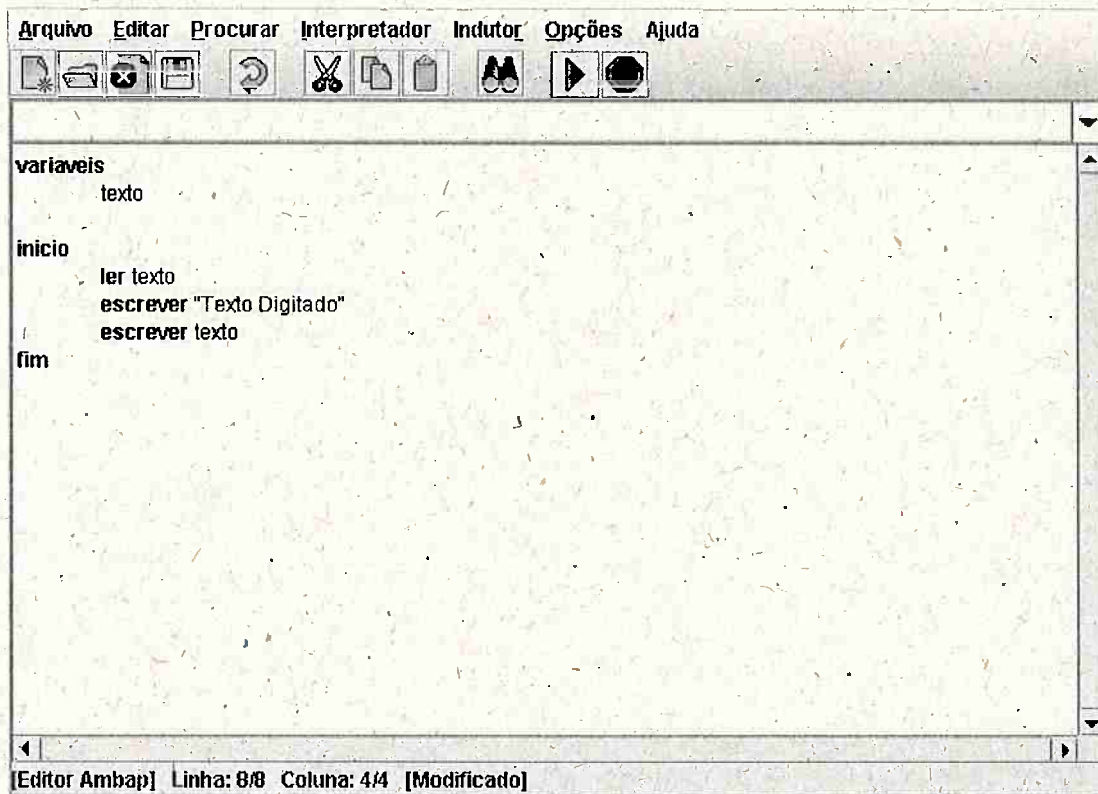 Arquivo Editar Procurar Interpretador Indutor Opções Ajuda
variaveis
texto
inicio
ler texto
escrever "Texto Digitado"
escrever texto
fim
[Editor Ambap] Linha: 8/8 Coluna: 4/4 [Modificado]